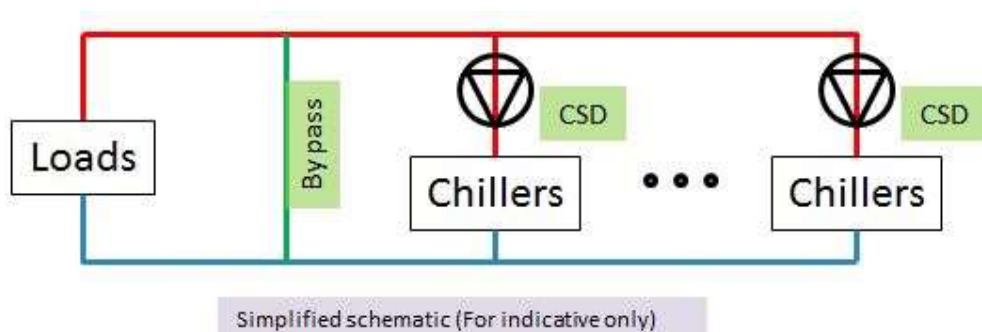 Loads
By pass
CSD
CSD
Chillers
Chillers
Simplified schematic (For indicative only)